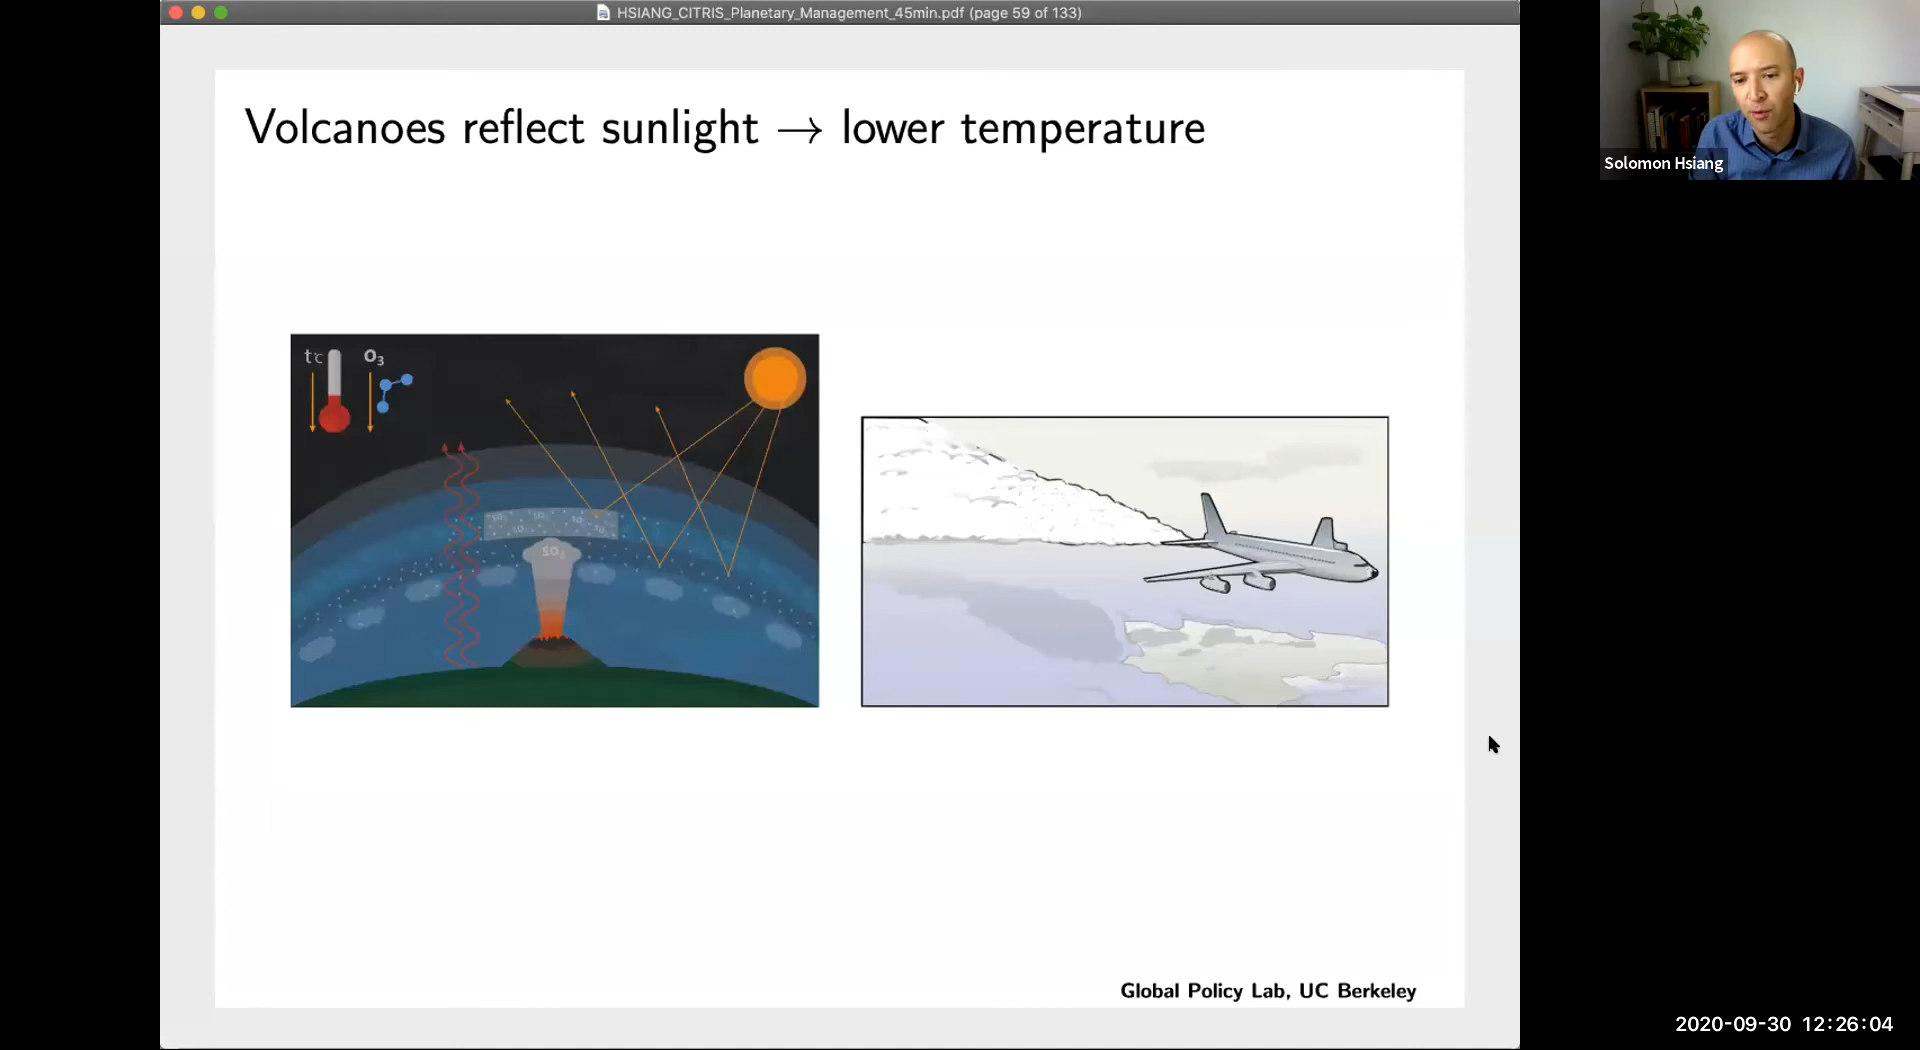 HSIANG_CITRIS_Planetary_Management_45min.pdf (page 59 of 133)
Volcanoes reflect sunlight → lower temperature
Solomon Hsiang
t℃
O₃
SO₂
Global Policy Lab, UC Berkeley
2020-09-30 12:26:04